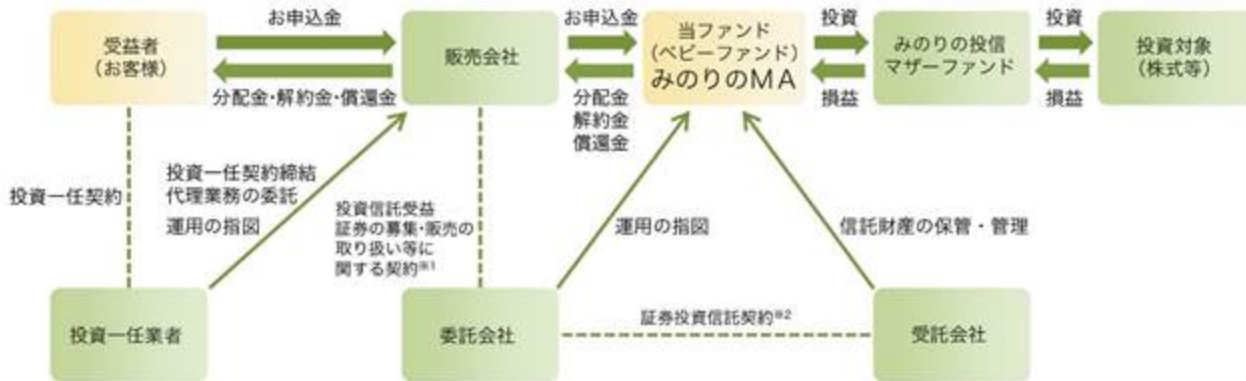 お申込金
お申込金
投資
投資
受益者
(お客様)
販売会社
当ファンド
(ベビーファンド)
みのりのMA
みのりの投信
マザーファンド
投資対象
(株式等)
分配金・解約金・償還金
分配金
解約金
償還金
損益
損益
投資一任契約
投資一任契約締結
代理業務の委託
運用の指図
投資信託受益
証券の募集・販売の
取り扱い等に
関する契約※1
運用の指図
信託財産の保管・管理
投資一任業者
委託会社
証券投資信託契約※2
受託会社